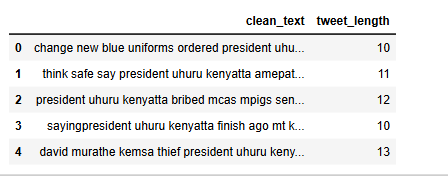 clean_text tweet_length
0 change new blue uniforms ordered president uhu... 10
1 think safe say president uhuru kenyatta amepat... 11
2 president uhuru kenyatta bribed mcas mpigs sen... 12
3 sayingpresident uhuru kenyatta finish ago mt k... 10
4 david murathe kemsa thief president uhuru keny... 13